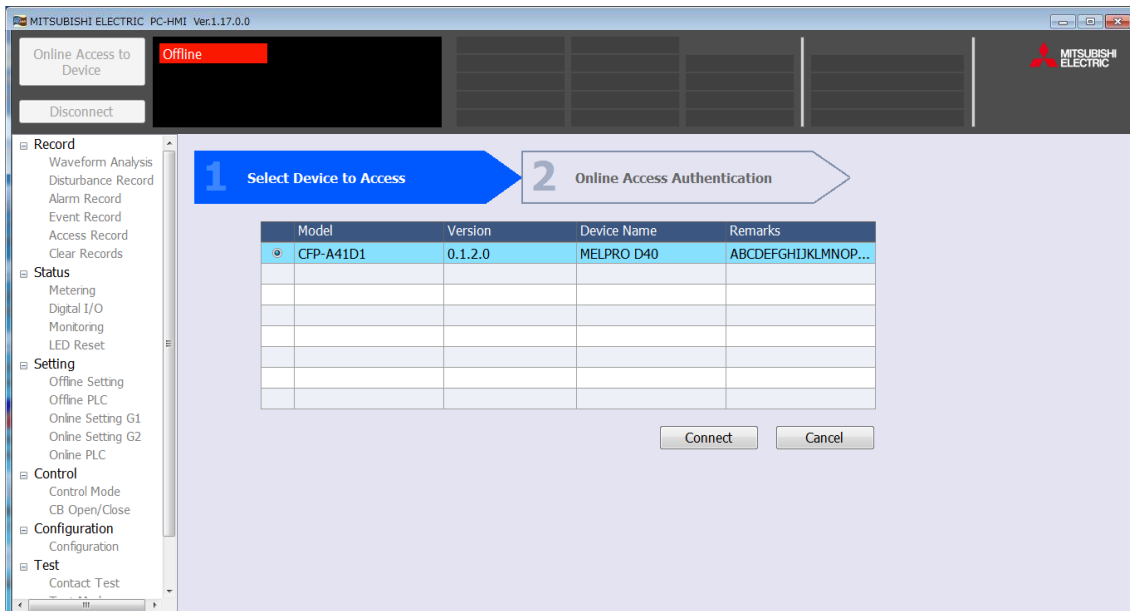 MITSUBISHI ELECTRIC PC-HMI Ver.1.17.0.0
Online Access to
Device
Disconnect
Offline
MITSUBISHI
ELECTRIC
Record
Waveform Analysis
Disturbance Record
Alarm Record
Event Record
Access Record
Clear Records
Status
Metering
Digital I/O
Monitoring
LED Reset
Setting
Offline Setting
Offline PLC
Online Setting G1
Online Setting G2
Online PLC
Control
Control Mode
CB Open/Close
Configuration
Configuration
Test
Contact Test
1 Select Device to Access
2 Online Access Authentication
Model Version Device Name Remarks
CFP-A41D1 0.1.2.0 MELPRO D40 ABCDEFGHIJKLMNOP...
Connect Cancel